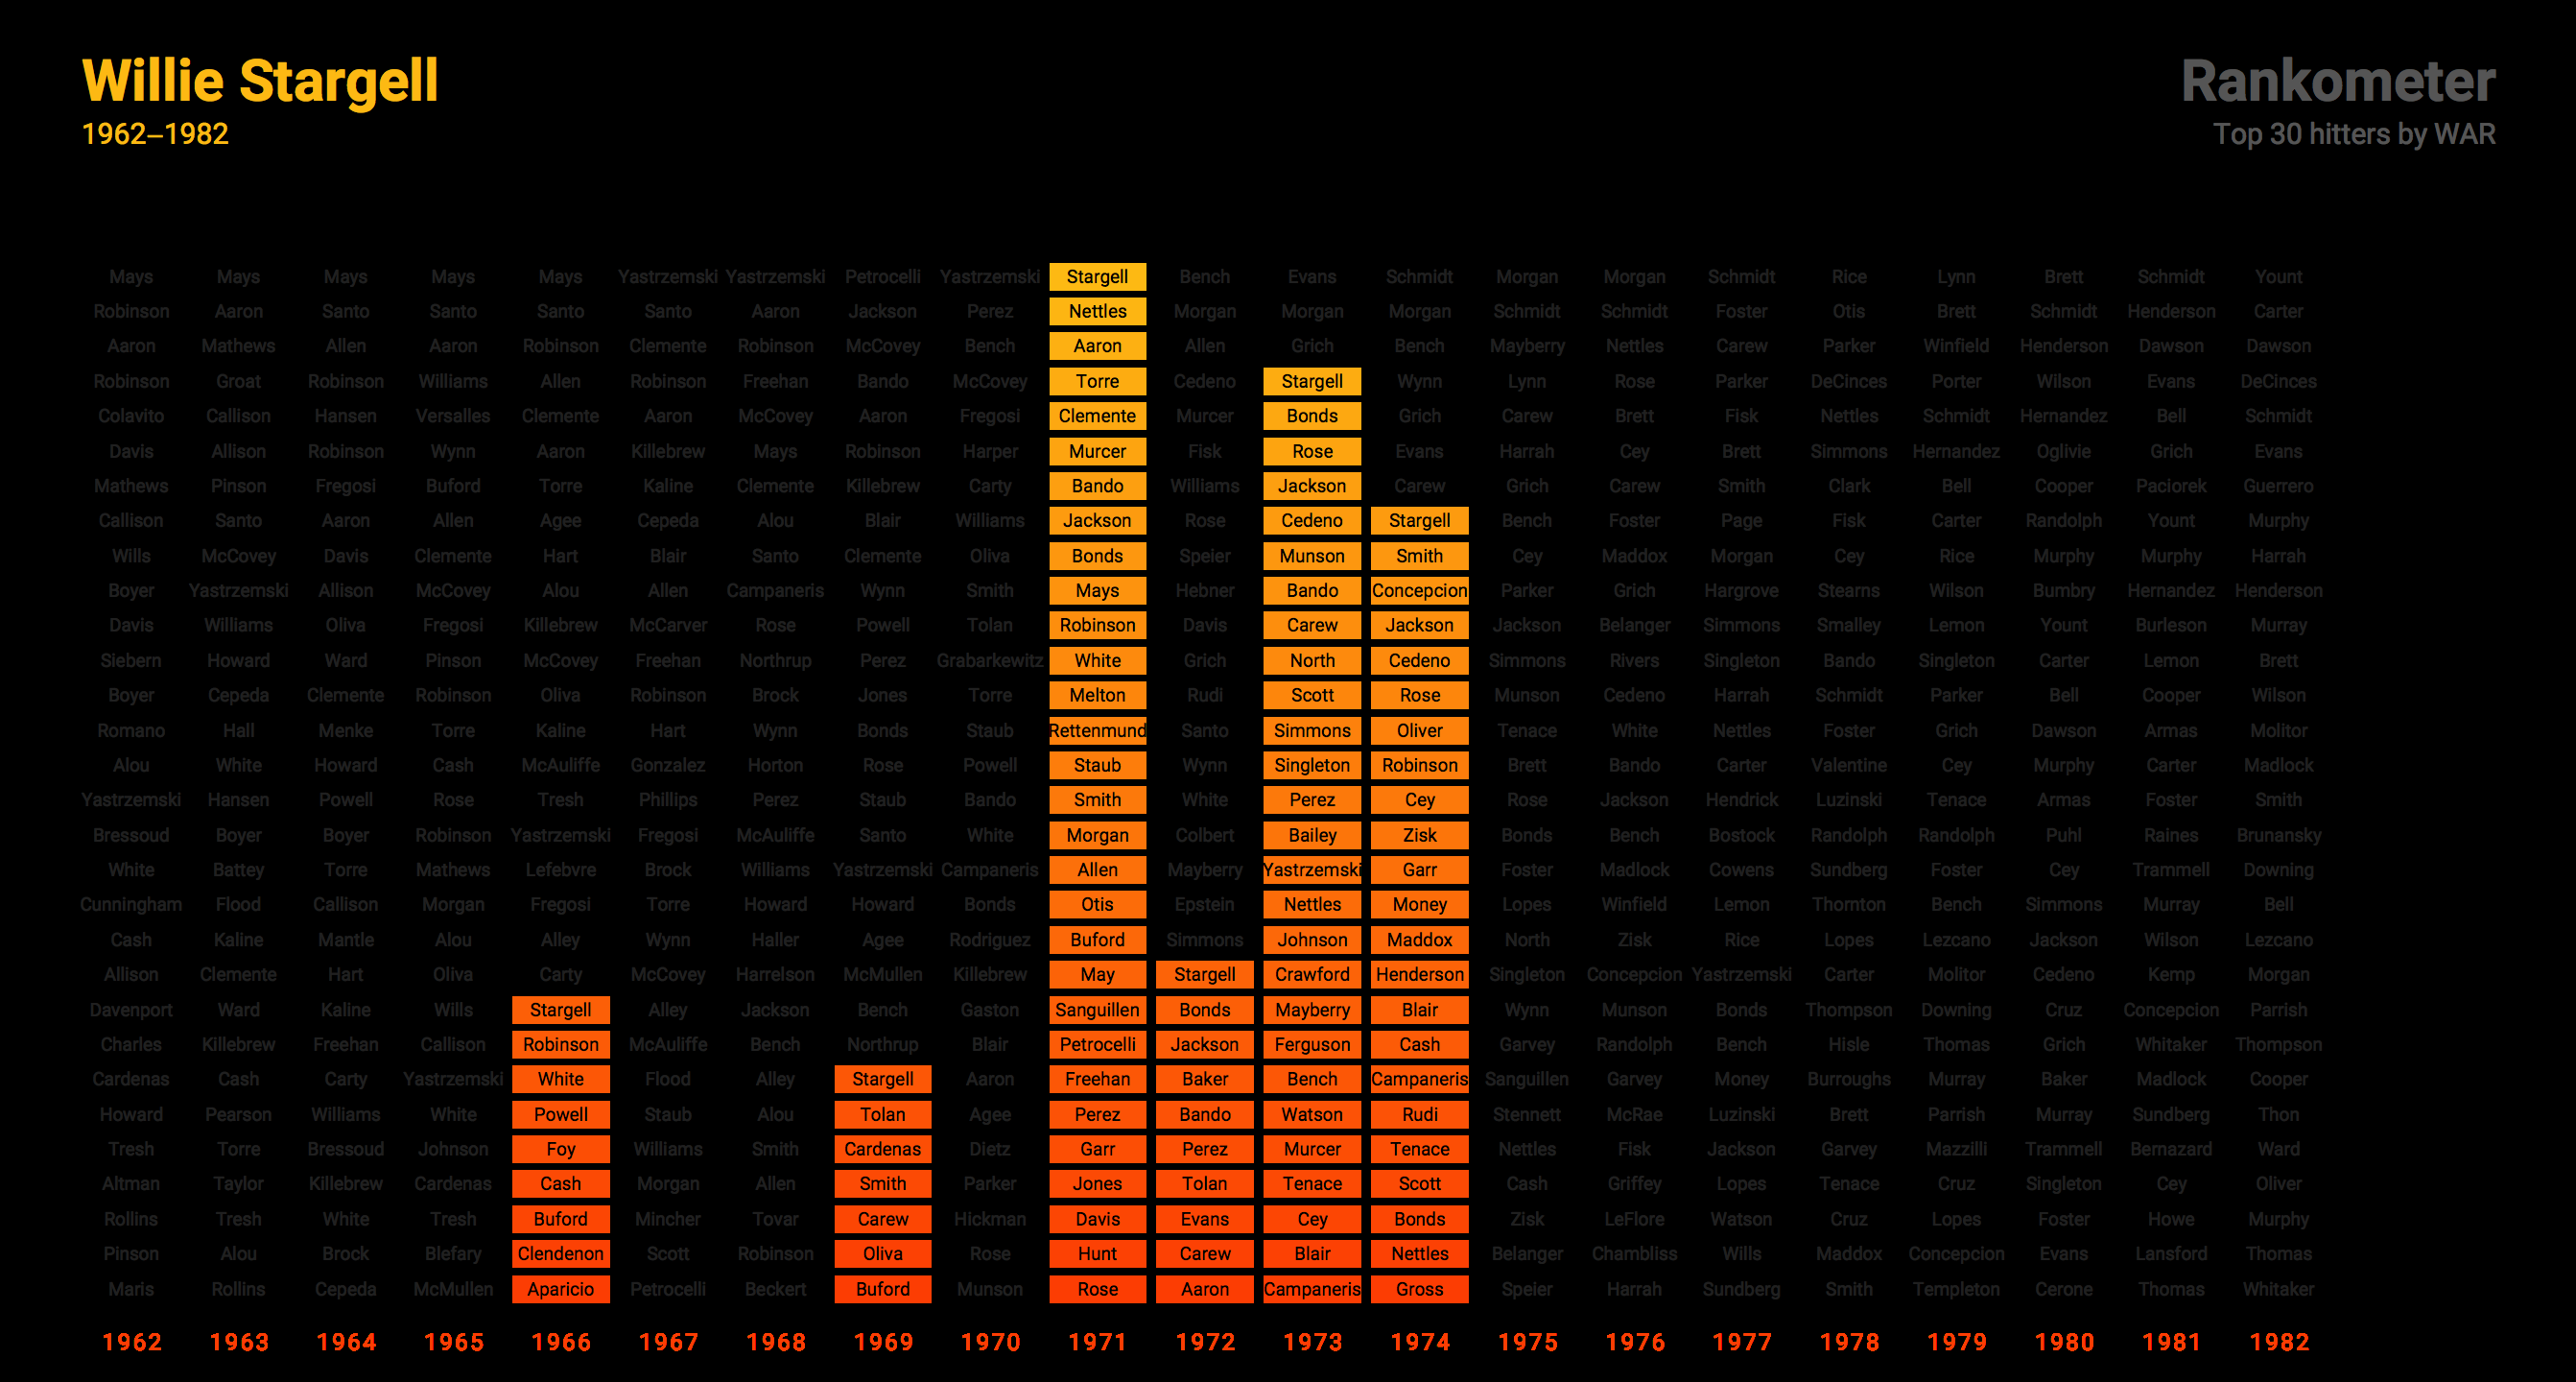 Willie Stargell
1962–1982
Rankometer
Top 30 hitters by WAR
Mays Mays Mays Mays Mays Yastrzemski Yastrzemski Petrocelli Yastrzemski Stargell Bench Evans Schmidt Morgan Morgan Schmidt Rice Lynn Brett Schmidt Yount
Robinson Aaron Santo Santo Santo Santo Aaron Jackson Perez Nettles Morgan Morgan Morgan Schmidt Schmidt Foster Otis Brett Schmidt Henderson Carter
Aaron Mathews Allen Aaron Robinson Clemente Robinson McCovey Bench Aaron Allen Grich Bench Mayberry Nettles Carew Parker Winfield Henderson Dawson Dawson
Robinson Groat Robinson Williams Allen Robinson Freehan Bando McCovey Torre Cedeno Stargell Wynn Lynn Rose Parker DeCinces Porter Wilson Evans DeCinces
Colavito Callison Hansen Versalles Clemente Aaron McCovey Aaron Fregosi Clemente Murcer Bonds Grich Carew Brett Fisk Nettles Schmidt Hernandez Bell Schmidt
Davis Allison Robinson Wynn Aaron Killebrew Mays Robinson Harper Murcer Fisk Rose Evans Harrah Cey Brett Simmons Hernandez Oglivie Grich Evans
Mathews Pinson Fregosi Buford Torre Kaline Clemente Killebrew Carty Bando Williams Jackson Carew Grich Carew Smith Clark Bell Cooper Paciorek Guerrero
Callison Santo Aaron Allen Agee Cepeda Alou Blair Williams Jackson Rose Cedeno Stargell Bench Foster Page Fisk Carter Randolph Yount Murphy
Wills McCovey Davis Clemente Hart Blair Santo Clemente Oliva Bonds Speier Munson Smith Cey Maddox Morgan Cey Rice Murphy Murphy Harrah
Boyer Yastrzemski Allison McCovey Alou Allen Campaneris Wynn Smith Mays Hebner Bando Concepcion Parker Grich Hargrove Stearns Wilson Bumbry Hernandez Henderson
Davis Williams Oliva Fregosi Killebrew McCarver Rose Powell Tolan Robinson Davis Carew Jackson Jackson Belanger Simmons Smalley Lemon Yount Burleson Murray
Siebern Howard Ward Pinson McCovey Freehan Northrup Perez Grabarkewitz White Grich North Cedeno Simmons Rivers Singleton Bando Singleton Carter Lemon Brett
Boyer Cepeda Clemente Robinson Oliva Robinson Brock Jones Torre Melton Rudi Scott Rose Munson Cedeno Harrah Schmidt Parker Bell Cooper Wilson
Romano Hall Menke Torre Kaline Hart Wynn Bonds Staub Rettenmund Santo Simmons Oliver Tenace White Nettles Foster Grich Dawson Armas Molitor
Alou White Howard Cash McAuliffe Gonzalez Horton Rose Powell Staub Wynn Singleton Robinson Brett Bando Carter Valentine Cey Murphy Carter Madlock
Yastrzemski Hansen Powell Rose Tresh Phillips Perez Staub Bando Smith White Perez Cey Rose Jackson Hendrick Luzinski Tenace Armas Foster Smith
Bressoud Boyer Boyer Robinson Yastrzemski Fregosi McAuliffe Santo White Morgan Colbert Bailey Zisk Bonds Bench Bostock Randolph Randolph Puhl Raines Brunansky
White Battey Torre Mathews Lefebvre Brock Williams Yastrzemski Campaneris Allen Mayberry Yastrzemski Garr Foster Madlock Cowens Sundberg Foster Cey Trammell Downing
Cunningham Flood Callison Morgan Fregosi Torre Howard Howard Bonds Otis Epstein Nettles Money Lopes Winfield Lemon Thornton Bench Simmons Murray Bell
Cash Kaline Mantle Alou Alley Wynn Haller Agee Rodriguez Buford Simmons Johnson Maddox North Zisk Rice Lopes Lezcano Jackson Wilson Lezcano
Allison Clemente Hart Oliva Carty McCovey Harrelson McMullen Killebrew May Stargell Crawford Henderson Singleton Concepcion Yastrzemski Carter Molitor Cedeno Kemp Morgan
Davenport Ward Kaline Wills Stargell Alley Jackson Bench Gaston Sanguillen Bonds Mayberry Blair Wynn Munson Bonds Thompson Downing Cruz Concepcion Parrish
Charles Killebrew Freehan Callison Robinson McAuliffe Bench Northrup Blair Petrocelli Jackson Ferguson Cash Garvey Randolph Bench Hisle Thomas Grich Whitaker Thompson
Cardenas Cash Carty Yastrzemski White Flood Alley Stargell Aaron Freehan Baker Bench Campaneris Sanguillen Garvey Money Burroughs Murray Baker Madlock Cooper
Howard Pearson Williams White Powell Staub Alou Tolan Agee Perez Bando Watson Rudi Stennett McRae Luzinski Brett Parrish Murray Sundberg Thon
Tresh Torre Bressoud Johnson Foy Williams Smith Cardenas Dietz Garr Perez Murcer Tenace Nettles Fisk Jackson Garvey Mazzilli Trammell Bernazard Ward
Altman Taylor Killebrew Cardenas Cash Morgan Allen Smith Parker Jones Tolan Tenace Scott Cash Griffey Lopes Tenace Cruz Singleton Cey Oliver
Rollins Tresh White Tresh Buford Mincher Tovar Carew Hickman Davis Evans Cey Bonds Zisk LeFlore Watson Cruz Lopes Foster Howe Murphy
Pinson Alou Brock Blefary Clendenon Scott Robinson Oliva Rose Hunt Carew Blair Nettles Belanger Chambliss Wills Maddox Concepcion Evans Lansford Thomas
Maris Rollins Cepeda McMullen Aparicio Petrocelli Beckert Buford Munson Rose Aaron Campaneris Gross Speier Harrah Sundberg Smith Templeton Cerone Thomas Whitaker
1962 1963 1964 1965 1966 1967 1968 1969 1970 1971 1972 1973 1974 1975 1976 1977 1978 1979 1980 1981 1982